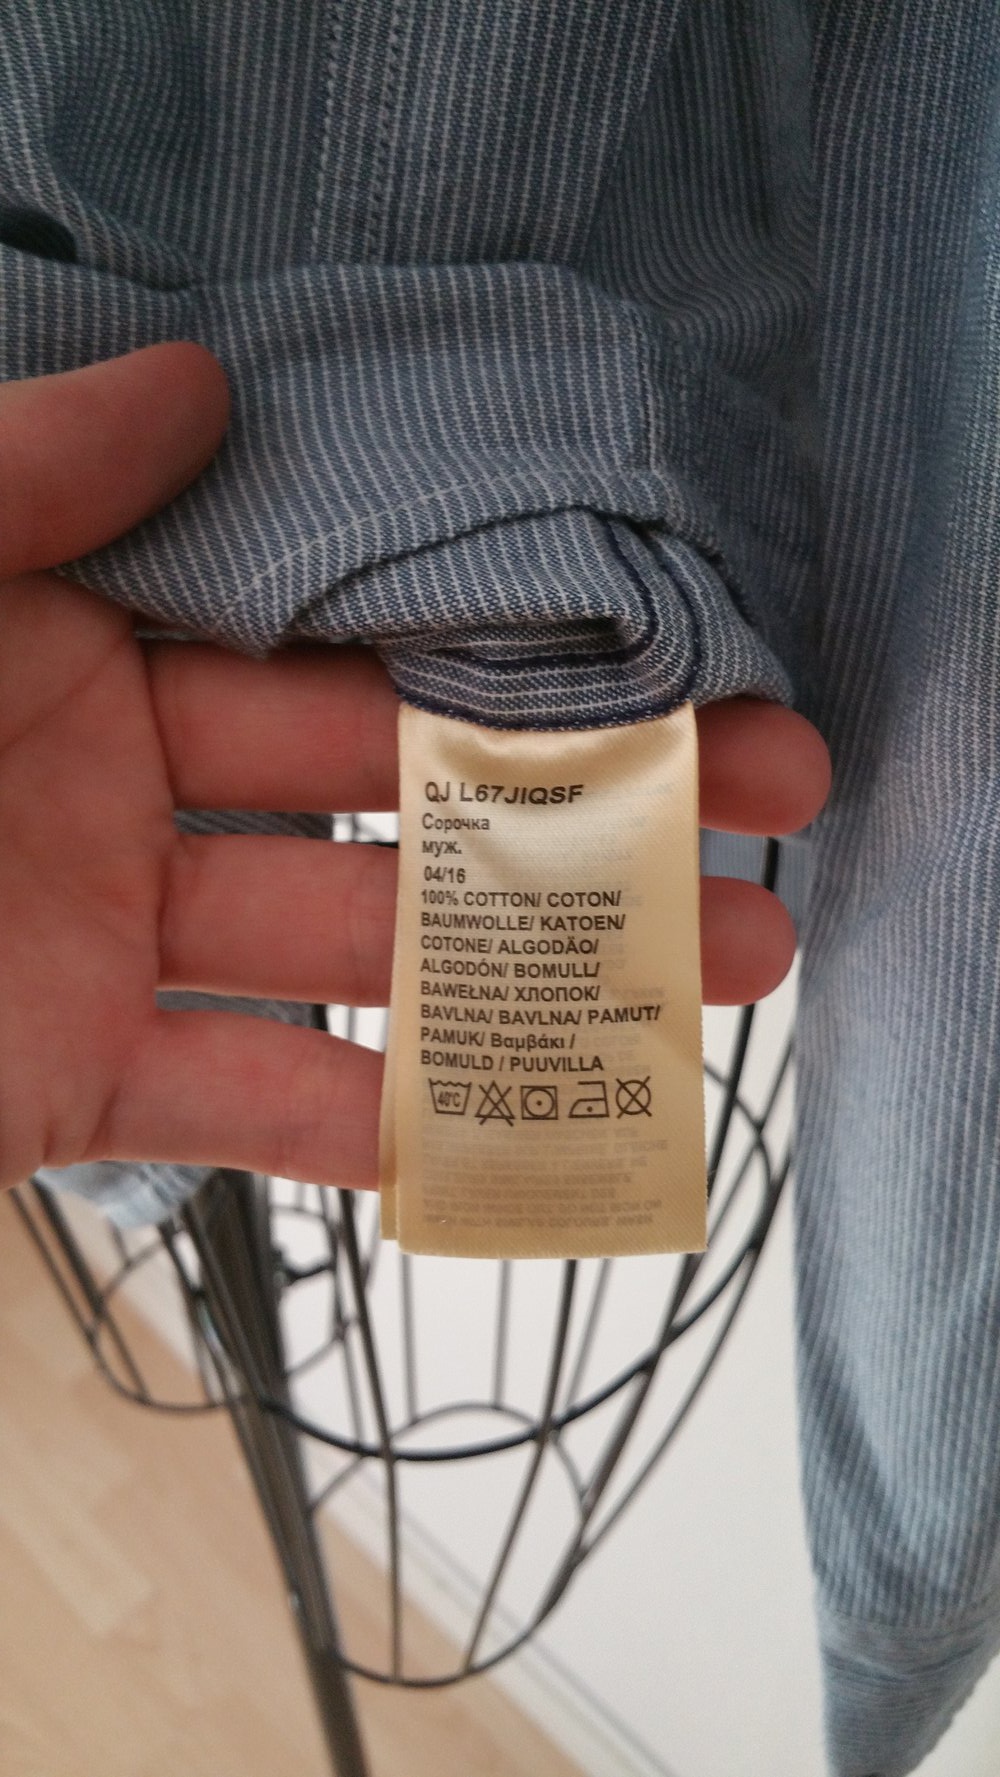 QJ L67JIQSF
Сорочка
муж.
04/16
100% COTTON/ COTON/
BAUMWOLLE/ KATOEN/
COTONE/ ALGODÃO/
ALGODÓN/ BOMULL/
BAWEŁNA/ ХЛОПОК/
BAVLNA/ BAVLNA/ PAMUT/
PAMUK/ Βαμβάκι /
BOMULD / PUUVILLA
40°C